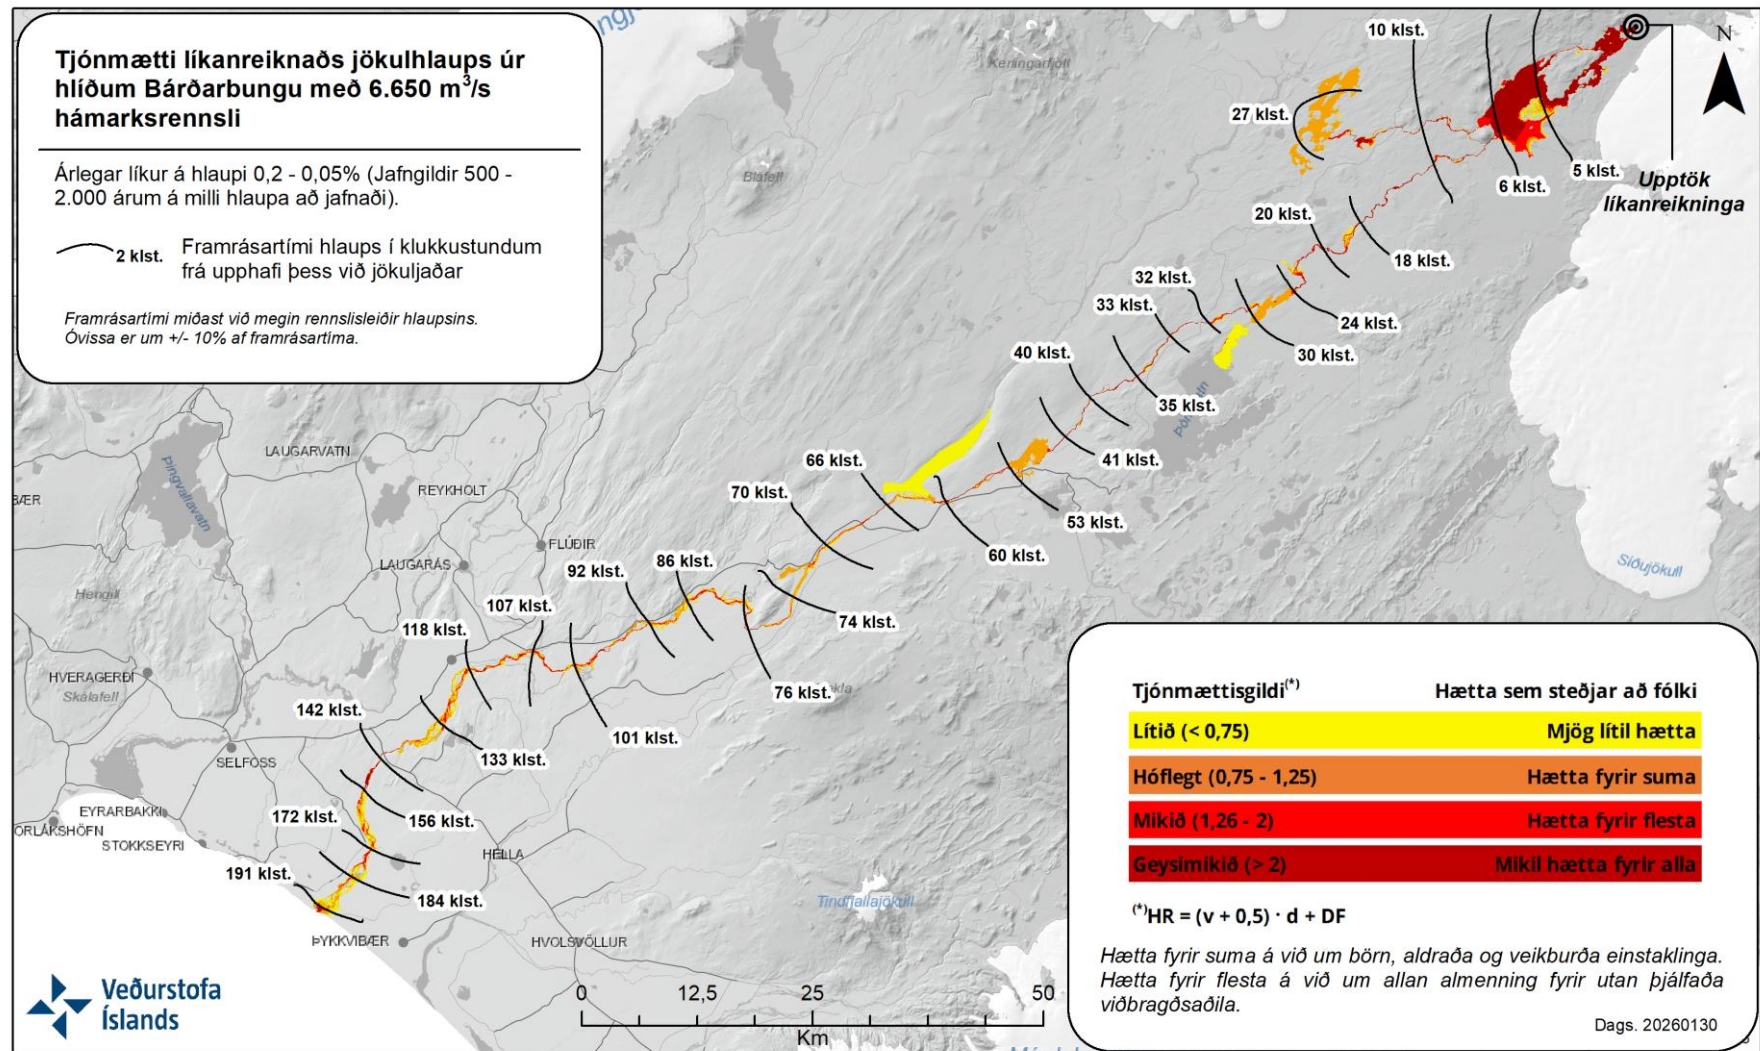 Tjónmætti líkanreiknaðs jökulhlaups úr
hlíðum Bárðarbungu með 6.650 m³/s
hámarksrennsli
Árlegar líkur á hlaupi 0,2 - 0,05% (Jafngildir 500 -
2.000 árum á milli hlaupa að jafnaði).
2 klst.
Framrásartími hlaups í klukkustundum
frá upphafi þess við jökuljaðar
Framrásartími miðast við megin rennslisleiðir hlaupsins.
Óvissa er um +/- 10% af framrásartíma.
Kerlingarfjöll
Bláfell
10 klst.
N
27 klst.
5 klst.
6 klst.
Upptök
líkanreikninga
20 klst.
18 klst.
32 klst.
33 klst.
24 klst.
30 klst.
40 klst.
35 klst.
Þórisvatn
41 klst.
66 klst.
70 klst.
53 klst.
60 klst.
Síðujökull
LAUGARVATN
Þingvallavatn
REYKHOLT
BÆR
FLÚÐIR
LAUGARÁS
Hengill
92 klst.
86 klst.
107 klst.
74 klst.
118 klst.
HVERAGERÐI
Skálafell
76 klst.
142 klst.
101 klst.
133 klst.
SELFOSS
EYRARBAKKI
ORLÁKSHÖFN
STOKKSEYRI
172 klst.
156 klst.
HELLA
191 klst.
184 klst.
Tindfjallajökull
ÞYKKVIBÆR
HVOLSVÖLLUR
Tjónmættisgildi(*) Hætta sem steðjar að fólki
Lítið (< 0,75) Mjög lítil hætta
Hóflegt (0,75 - 1,25) Hætta fyrir suma
Mikið (1,26 - 2) Hætta fyrir flesta
Geysimikið (> 2) Mikil hætta fyrir alla
(*)HR = (v + 0,5) · d + DF
Hætta fyrir suma á við um börn, aldraða og veikburða einstaklinga.
Hætta fyrir flesta á við um allan almenning fyrir utan þjálfaða
viðbragðsaðila.
Dags. 20260130
Veðurstofa
Íslands
0 12,5 25 50
Km